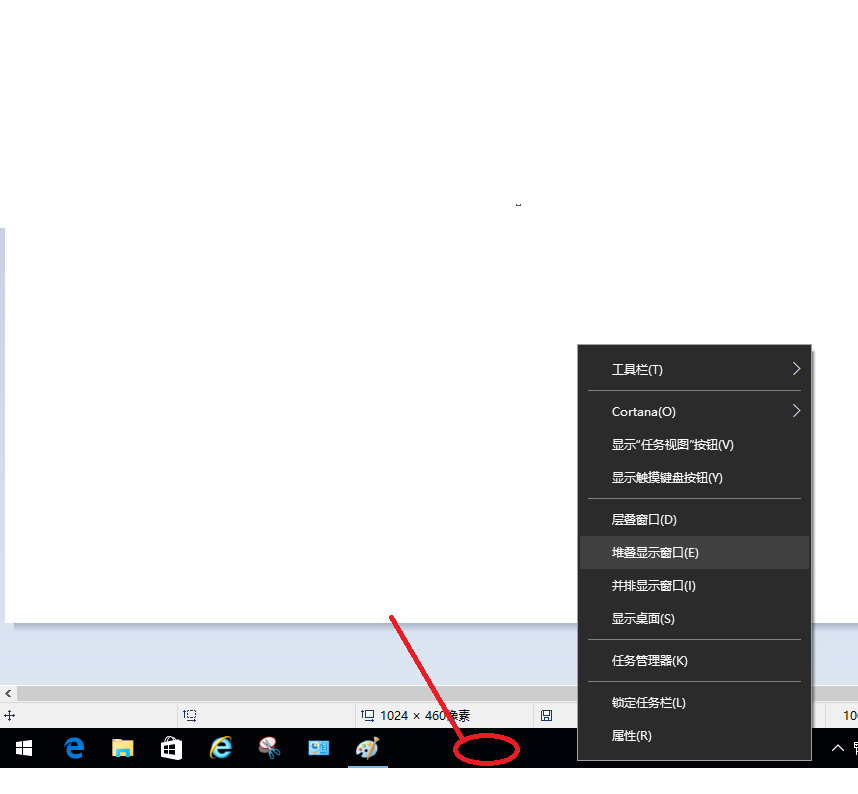 工具栏(T)
Cortana(O)
显示“任务视图”按钮(V)
显示触摸键盘按钮(Y)
层叠窗口(D)
堆叠显示窗口(E)
并排显示窗口(I)
显示桌面(S)
任务管理器(K)
锁定任务栏(L)
属性(R)
1024 × 460像素